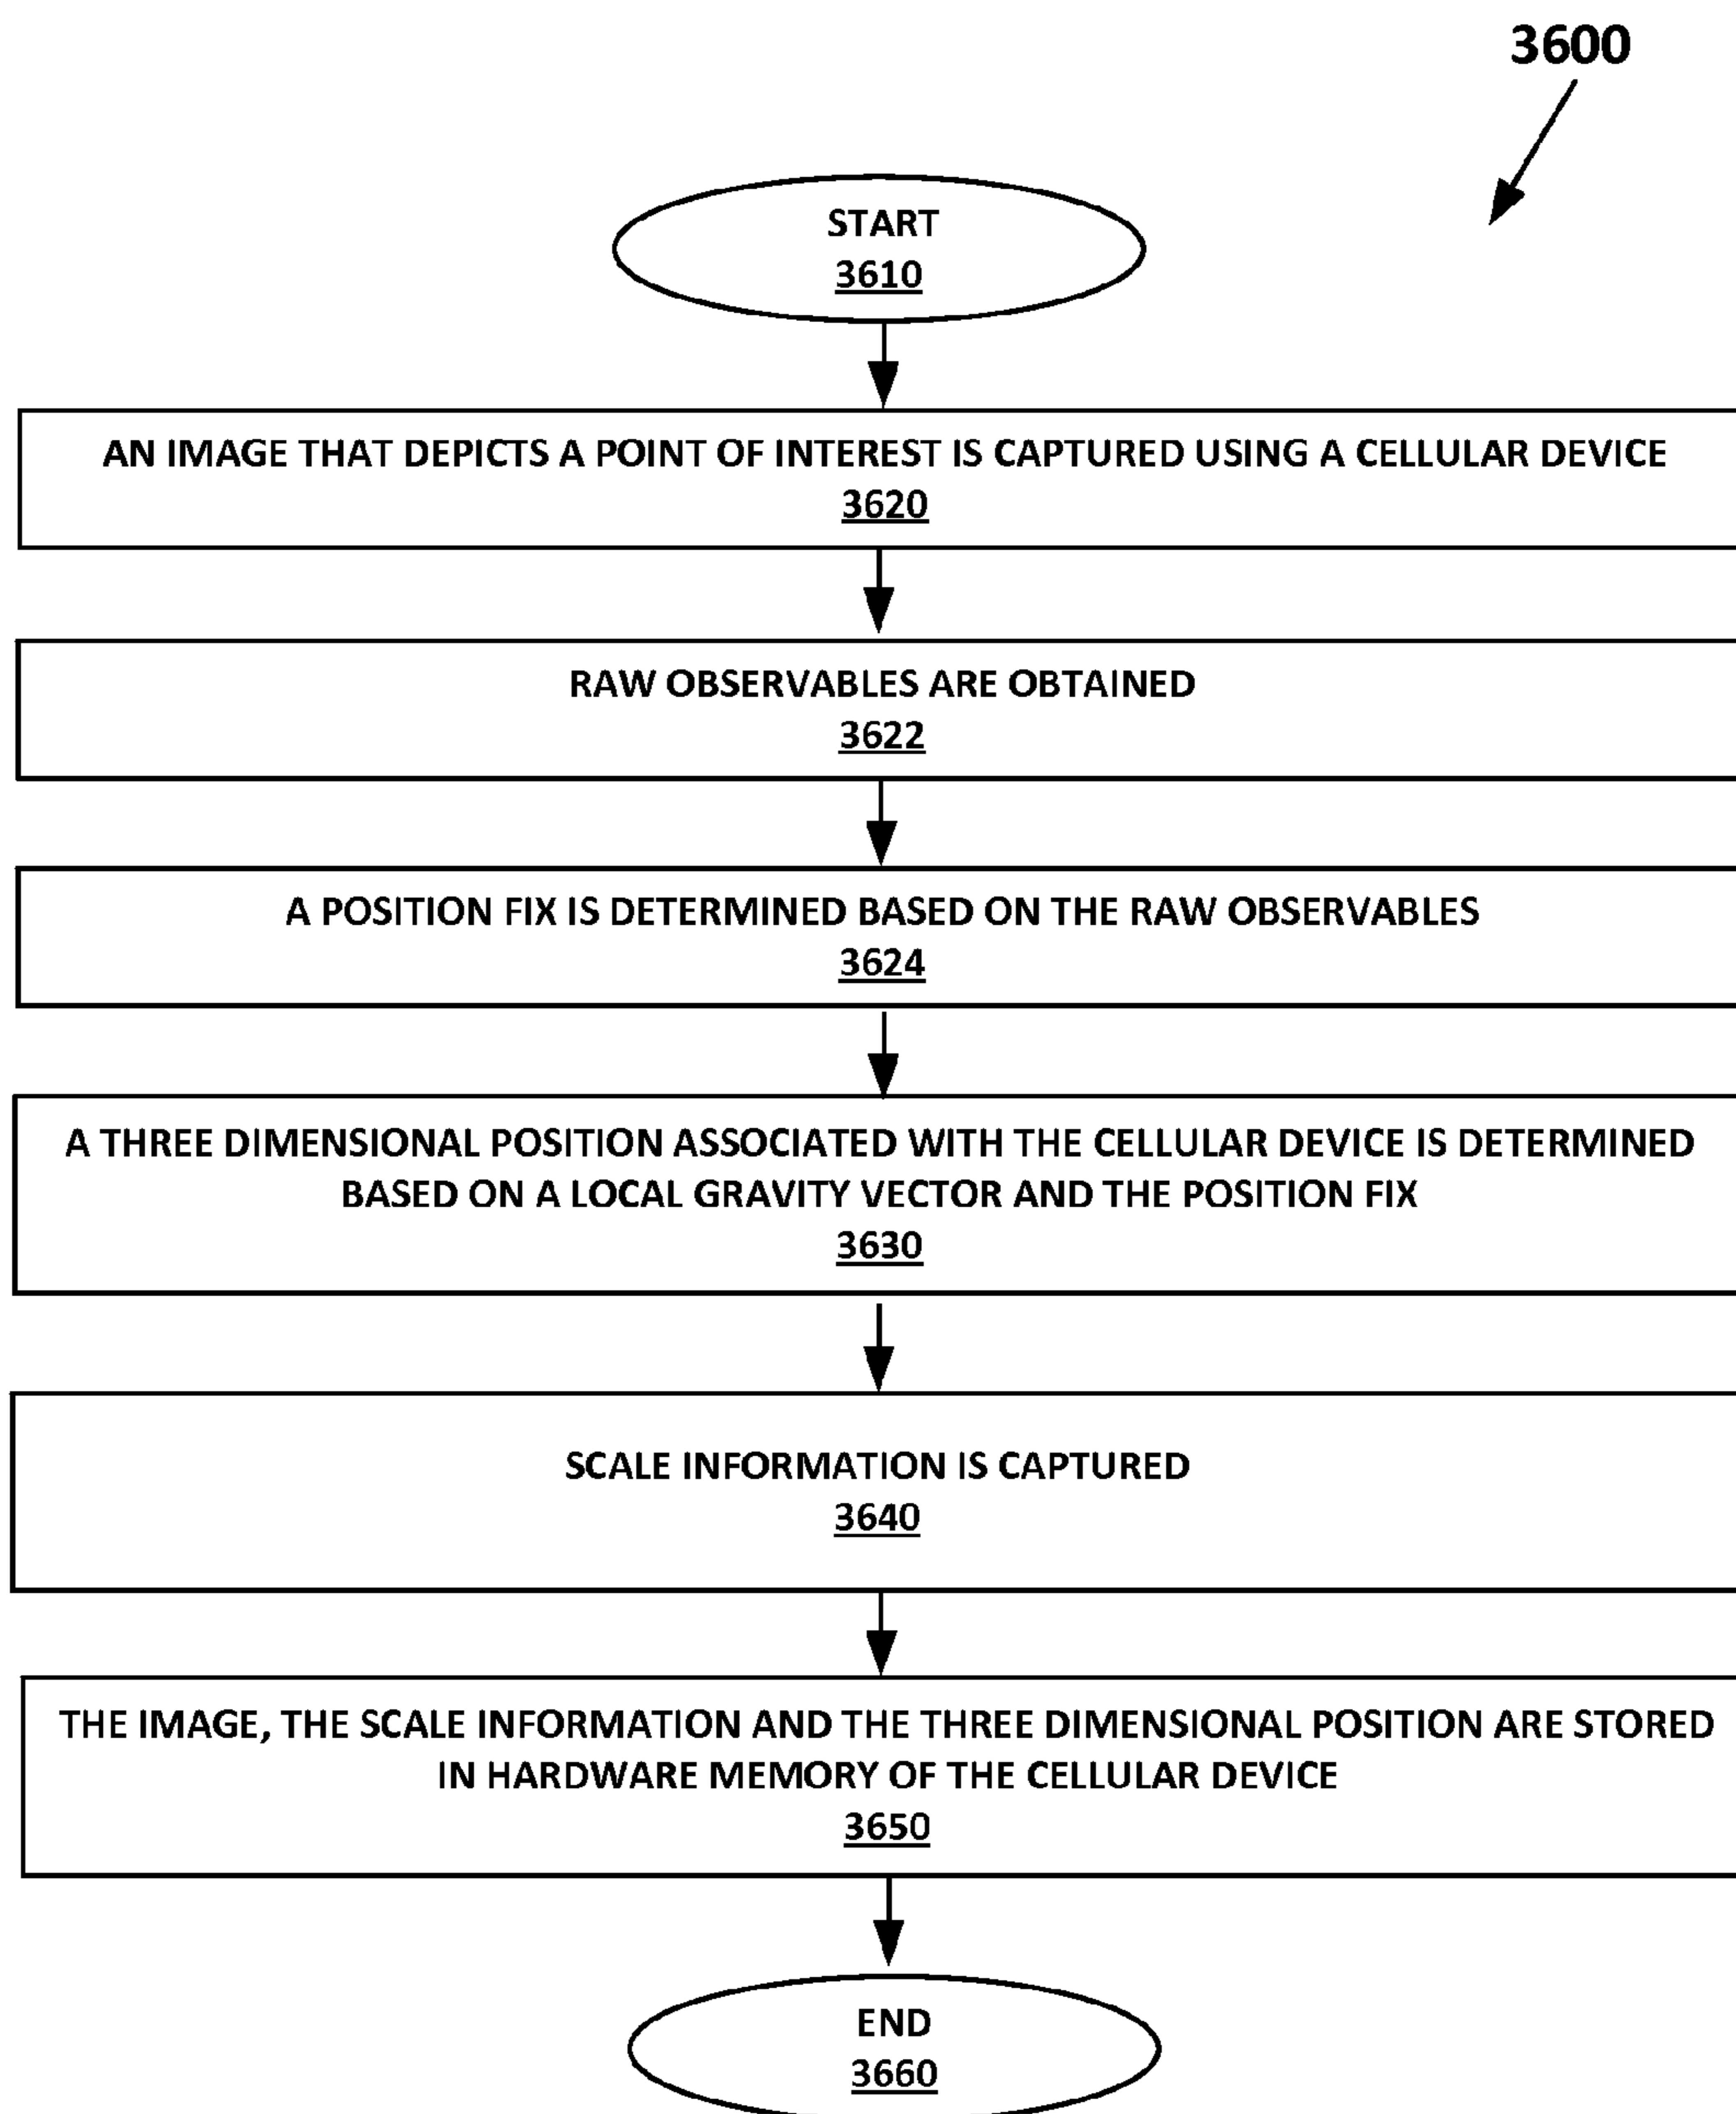 3600
START
3610
AN IMAGE THAT DEPICTS A POINT OF INTEREST IS CAPTURED USING A CELLULAR DEVICE
3620
RAW OBSERVABLES ARE OBTAINED
3622
A POSITION FIX IS DETERMINED BASED ON THE RAW OBSERVABLES
3624
A THREE DIMENSIONAL POSITION ASSOCIATED WITH THE CELLULAR DEVICE IS DETERMINED
BASED ON A LOCAL GRAVITY VECTOR AND THE POSITION FIX
3630
SCALE INFORMATION IS CAPTURED
3640
THE IMAGE, THE SCALE INFORMATION AND THE THREE DIMENSIONAL POSITION ARE STORED
IN HARDWARE MEMORY OF THE CELLULAR DEVICE
3650
END
3660